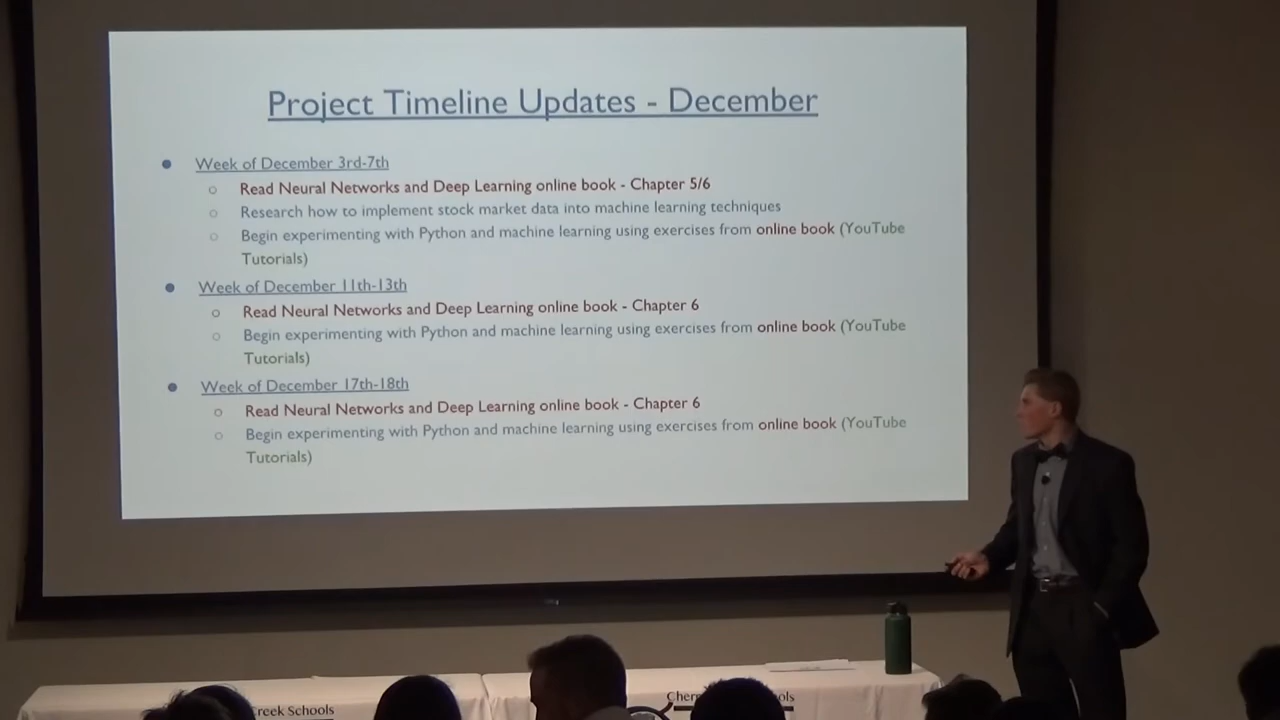 Project Timeline Updates - December
Week of December 3rd-7th
Read Neural Networks and Deep Learning online book - Chapter 5/6
Research how to implement stock market data into machine learning techniques
Begin experimenting with Python and machine learning using exercises from online book (YouTube
Tutorials)
Week of December 11th-13th
Read Neural Networks and Deep Learning online book - Chapter 6
Begin experimenting with Python and machine learning using exercises from online book (YouTube
Tutorials)
Week of December 17th-18th
Read Neural Networks and Deep Learning online book - Chapter 6
Begin experimenting with Python and machine learning using exercises from online book (YouTube
Tutorials)
Schools